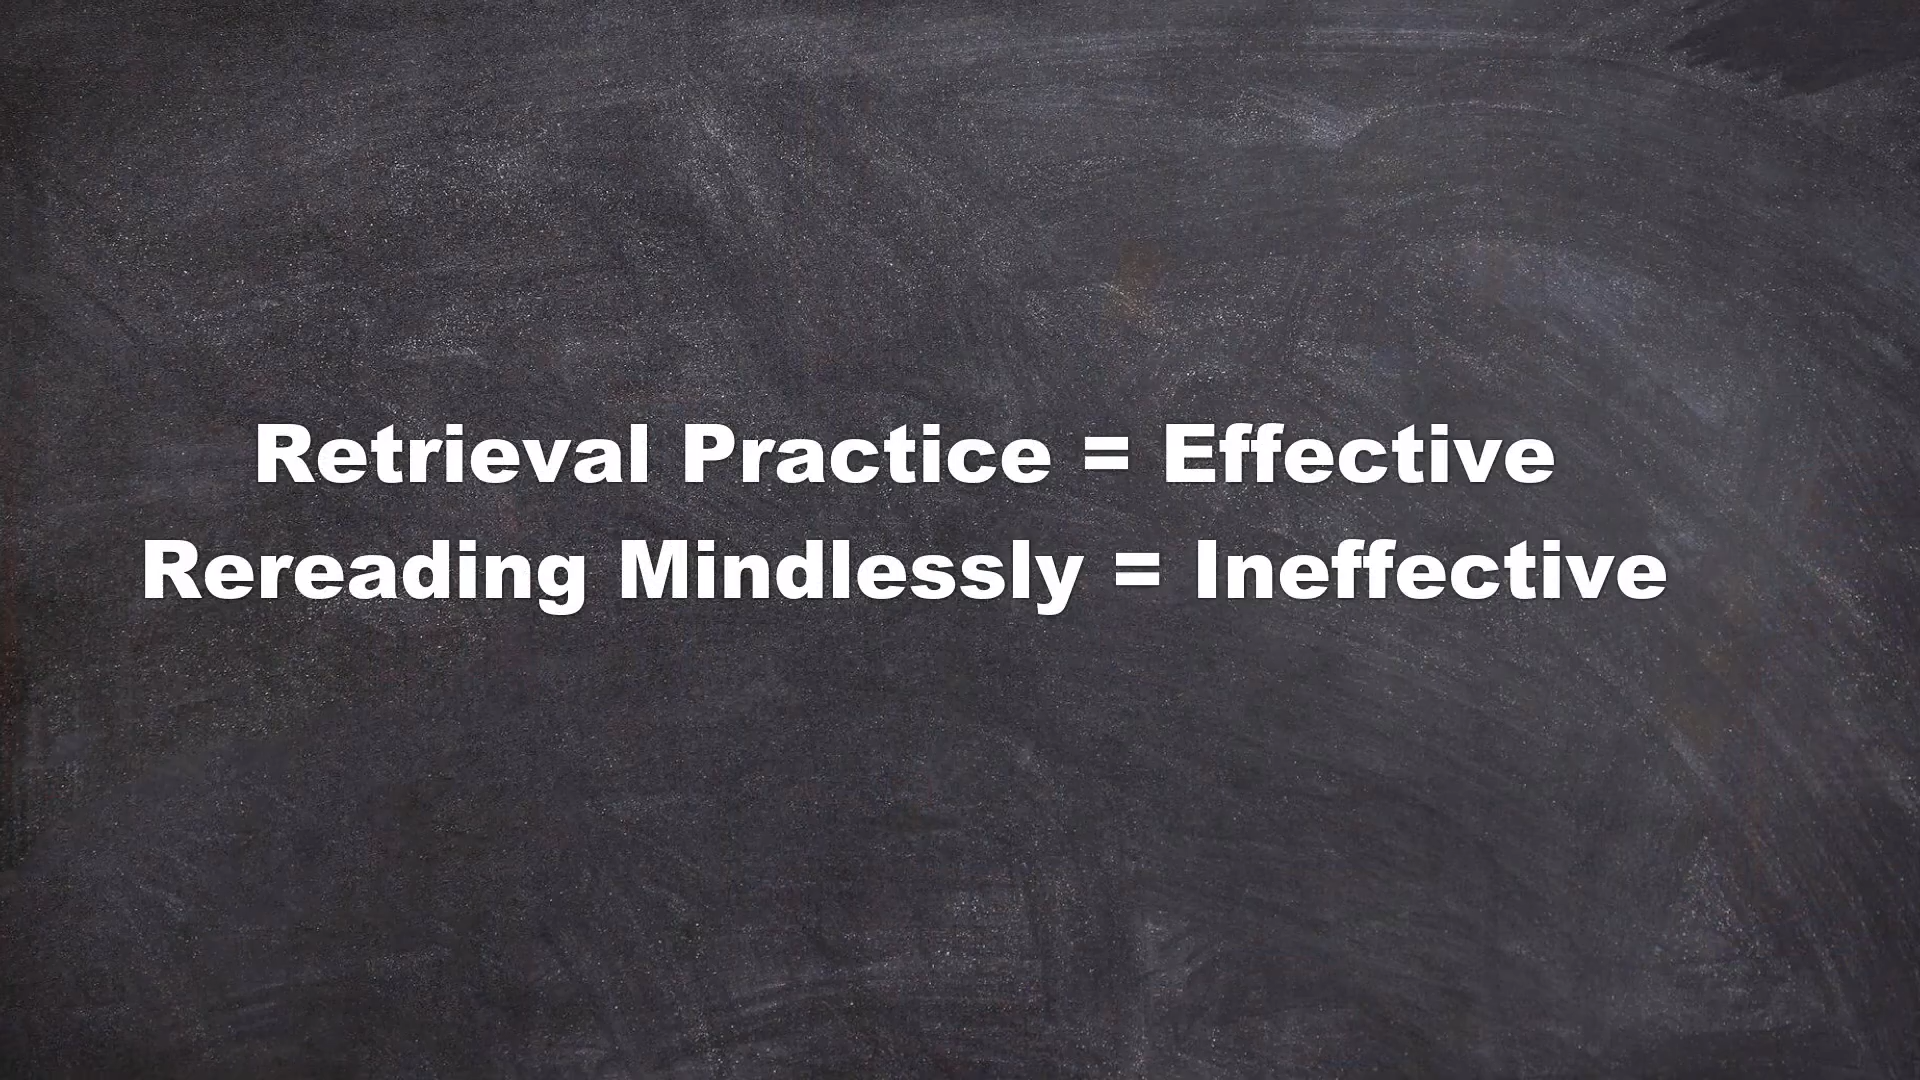 Retrieval Practice = Effective
Rereading Mindlessly = Ineffective